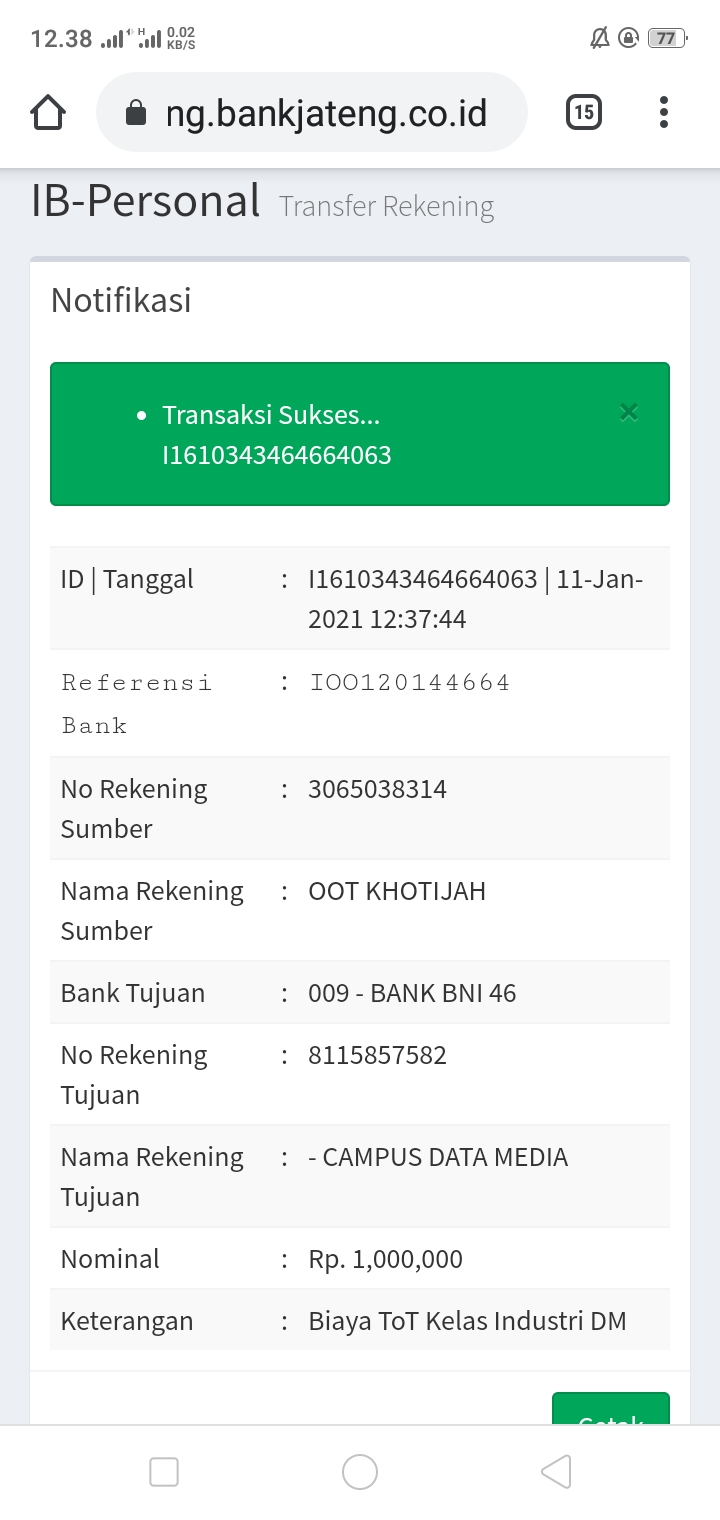 12.38
H
0.02
KB/S
77
ng.bankjateng.co.id
15
IB-Personal Transfer Rekening
Notifikasi
Transaksi Sukses...
I1610343464664063
ID | Tanggal : I1610343464664063 | 11-Jan-
2021 12:37:44
Referensi : IOO120144664
Bank
No Rekening : 3065038314
Sumber
Nama Rekening : OOT KHOTIJAH
Sumber
Bank Tujuan : 009 - BANK BNI 46
No Rekening : 8115857582
Tujuan
Nama Rekening : - CAMPUS DATA MEDIA
Tujuan
Nominal : Rp. 1,000,000
Keterangan : Biaya ToT Kelas Industri DM
Cetak